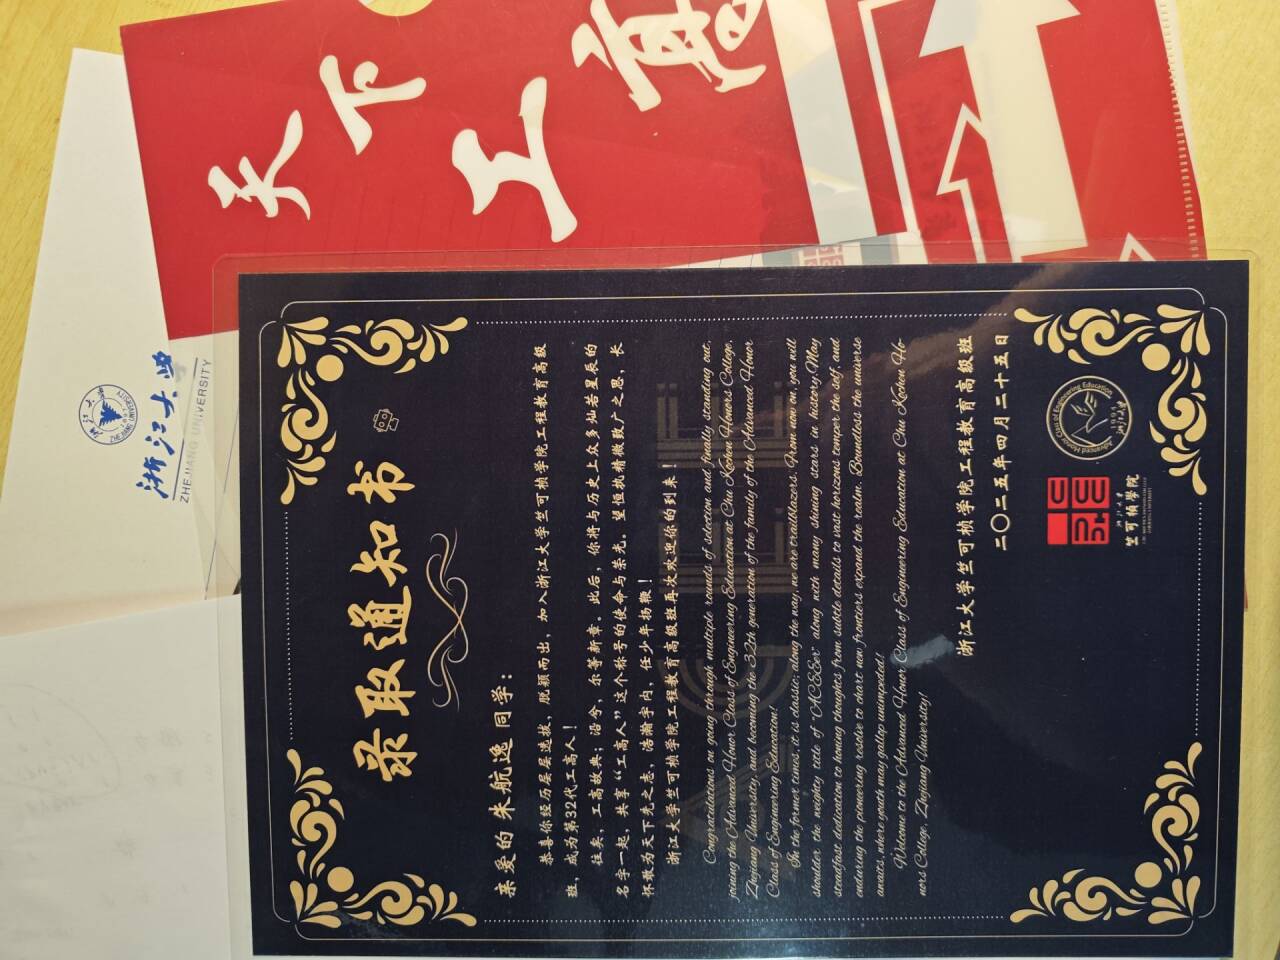 浙江大学
ZHEJIANG UNIVERSITY
1897
浙江大学
ZHEJIANG UNIVERSITY
天
下
工
高
录取通知书
亲爱的 朱航逸 同学：
恭喜你经历层层选拔，脱颖而出，加入浙江大学竺可桢学院工程教育高级
班，成为第32代工高人！
往矣，工高故典；沿兮，尔等新章。此后，你将与历史上众多灿若星辰的
名字一起，共享“工高人”这个称号的使命与荣光。望恒执精微致广之思，长
怀敢为天下先之志，浩瀚宇内，任少年扬鞭！
浙江大学竺可桢学院工程教育高级班再次欢迎你的到来！
Congratulations on going through multiple rounds of selection and finally standing out,
joining the Advanced Honor Class of Engineering Education at Chu Kochen Honors College,
Zhejiang University, and becoming the 32th generation of the family of the Advanced Honor
Class of Engineering Education!
In the former times, it is classic; along the way, we are trailblazers. From now on, you will
shoulder the weighty title of "ACEEer" along with many shining stars in history.May
steadfast dedication to honing thoughts from subtle details to vast horizons temper the self, and
enduring the pioneering resolve to chart new frontiers expand the realm. Boundless the universe
awaits, where youth may gallop unimpeded!
Welcome to the Advanced Honor Class of Engineering Education at Chu Kochen Ho-
nors College, Zhejiang University!
浙江大学竺可桢学院工程教育高级班
二〇二五年四月二十五日
浙江大学
竺可楨學院
CHU KOCHEN HONORS COLLEGE
ZHEJIANG UNIVERSITY
Advanced Honor Class of Engineering Education
1994
浙江大学